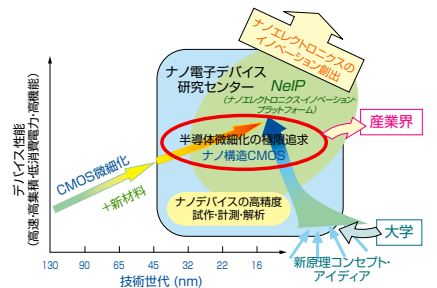 ナノエレクトロニクスの
イノベーション創出
ナノ電子デバイス
研究センター
NeIP
(ナノエレクトロニクス・イノベーション・
プラットフォーム)
産業界
半導体微細化の極限追求
ナノ構造CMOS
CMOS微細化
+新材料
ナノデバイスの高精度
試作・計測・解析
大学
新原理コンセプト・
アイディア
デバイス性能
(高速・高集積・低消費電力・高機能)
130 90 65 45 32 22 16
技術世代 (nm)